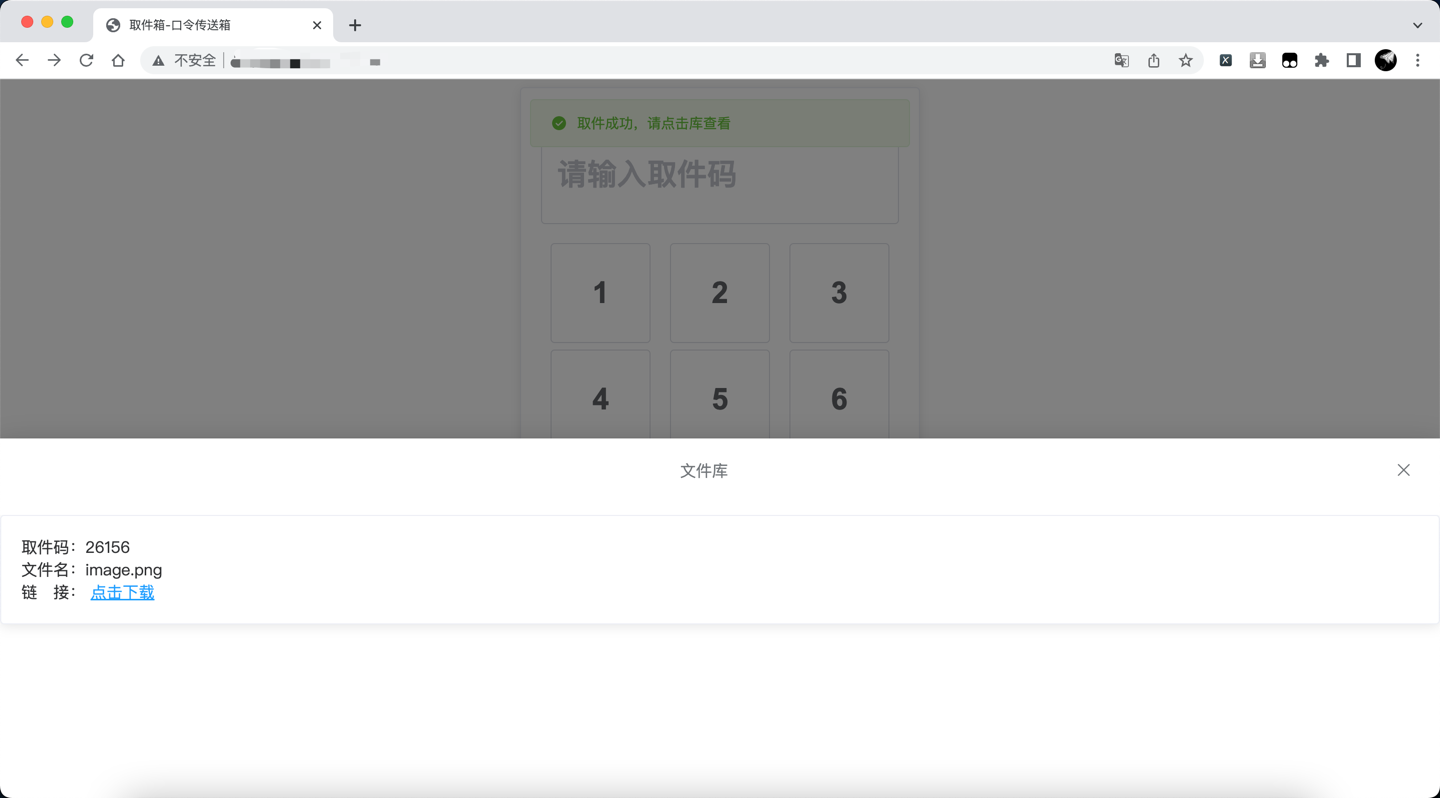 取件箱-口令传送箱
不安全
取件成功，请点击库查看
请输入取件码
1 2 3
4 5 6
文件库
取件码：26156
文件名：image.png
链 接： 点击下载